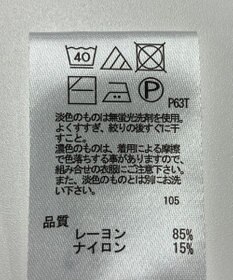 40
P
P63T
淡色のものは無蛍光洗剤を使用。
よくすすぎ、絞りの後すぐに干
すこと。
濃色のものは、着用による摩擦
で色落ちする事がありますので、
組み合せの衣服にご注意下さい。
また、淡色のものとは別にお洗
い下さい。
105
品質
レーヨン 85%
ナイロン 15%